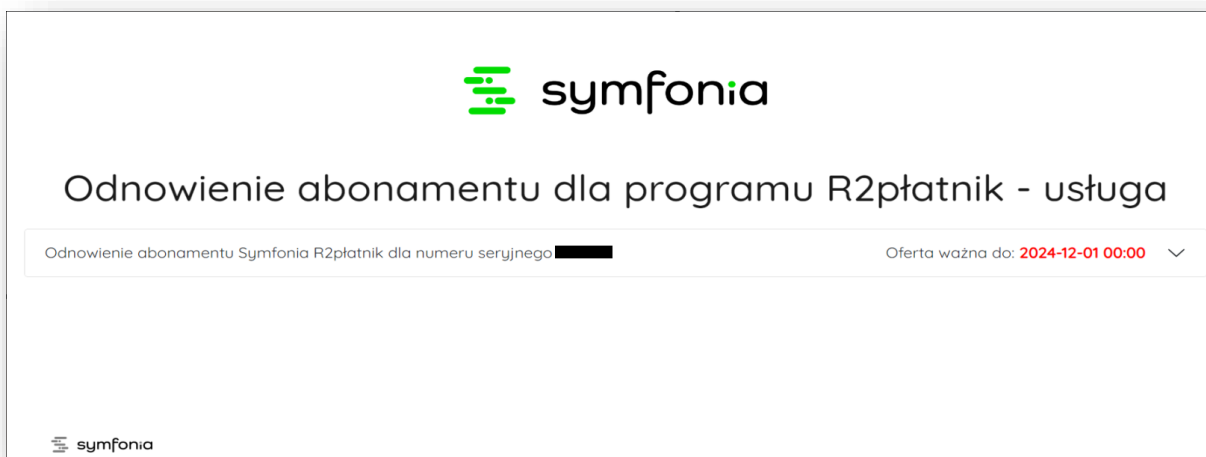 symfonia
Odnowienie abonamentu dla programu R2płatnik - usługa
Odnowienie abonamentu Symfonia R2płatnik dla numeru seryjnego
Oferta ważna do: 2024-12-01 00:00
symfonia